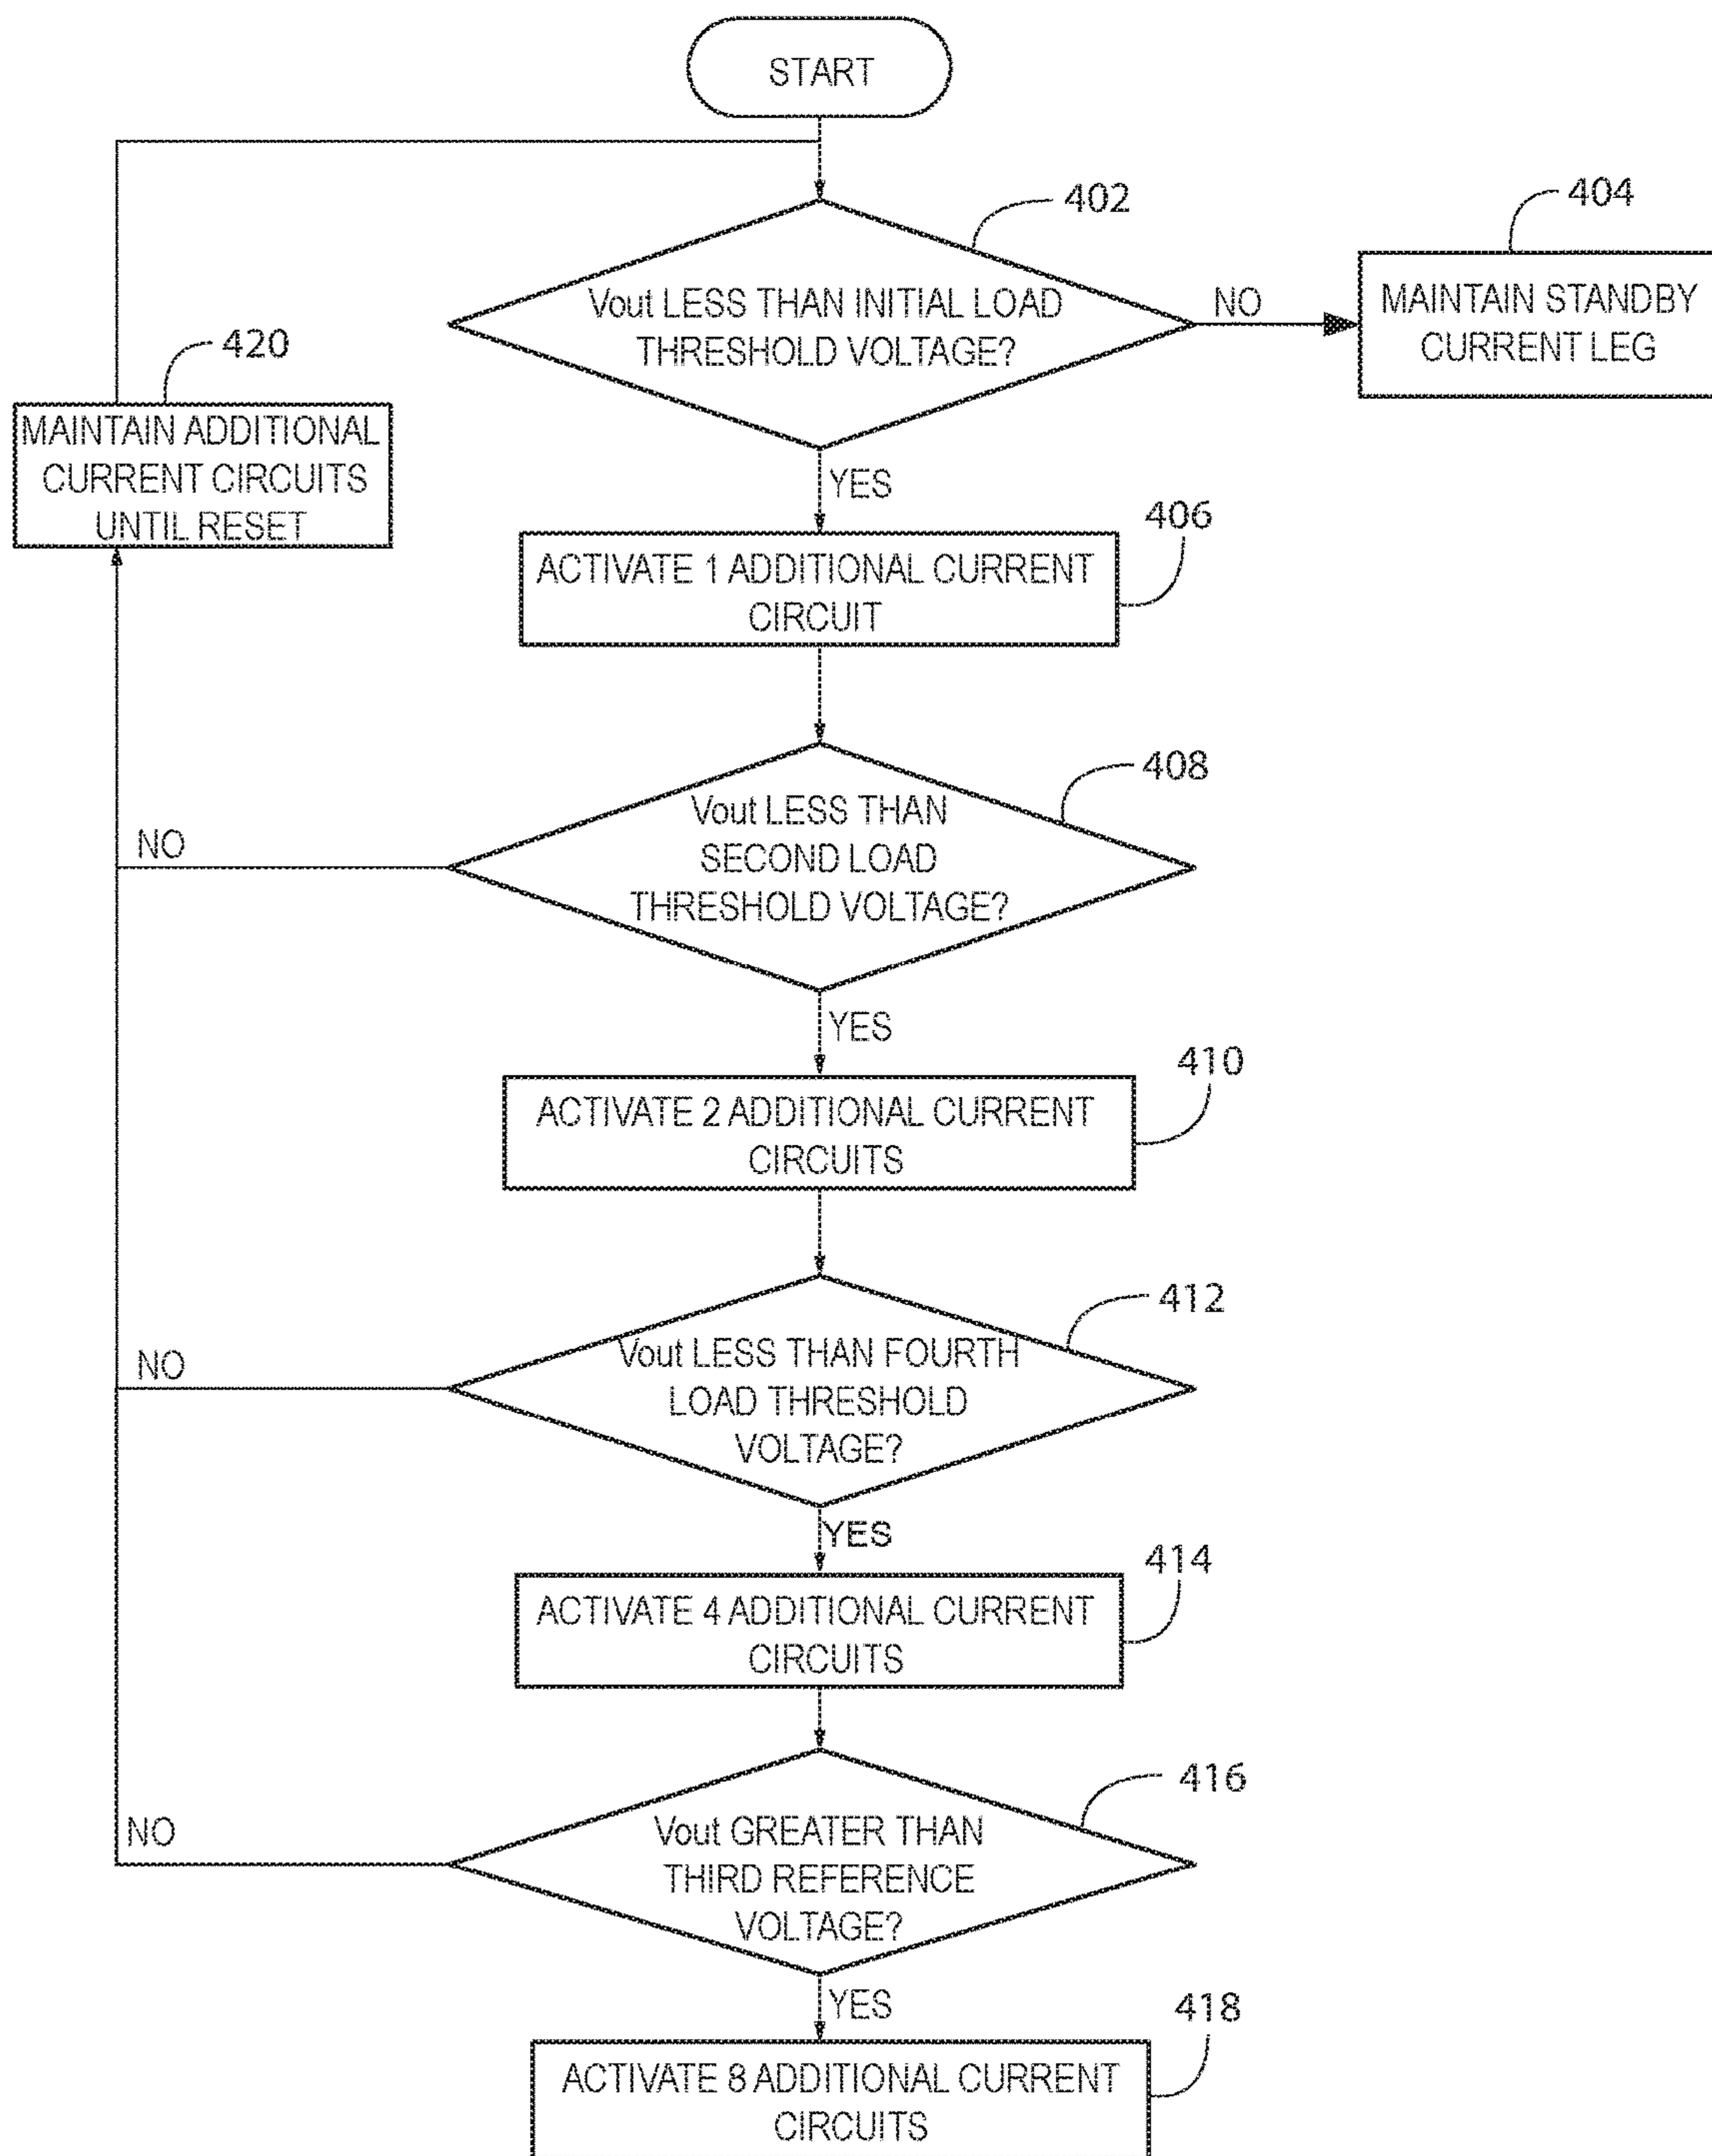 START
402
404
Vout LESS THAN INITIAL LOAD
THRESHOLD VOLTAGE?
NO
MAINTAIN STANDBY
CURRENT LEG
420
MAINTAIN ADDITIONAL
CURRENT CIRCUITS
UNTIL RESET
YES
406
ACTIVATE 1 ADDITIONAL CURRENT
CIRCUIT
408
Vout LESS THAN
SECOND LOAD
THRESHOLD VOLTAGE?
NO
YES
410
ACTIVATE 2 ADDITIONAL CURRENT
CIRCUITS
412
Vout LESS THAN FOURTH
LOAD THRESHOLD
VOLTAGE?
NO
YES
414
ACTIVATE 4 ADDITIONAL CURRENT
CIRCUITS
416
Vout GREATER THAN
THIRD REFERENCE
VOLTAGE?
NO
YES
418
ACTIVATE 8 ADDITIONAL CURRENT
CIRCUITS